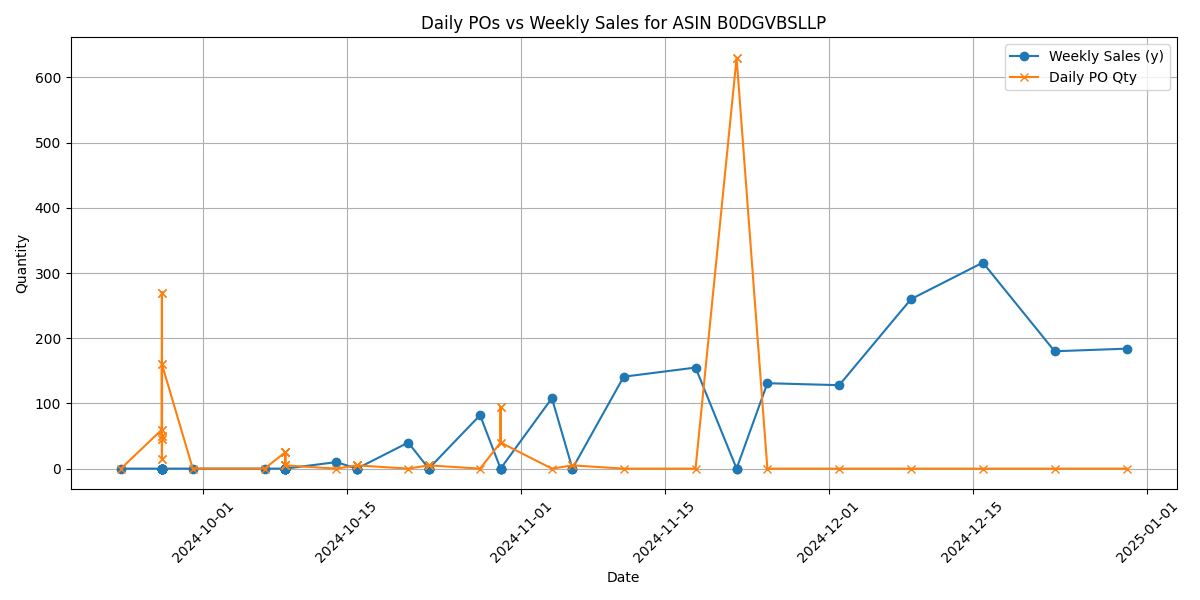 Daily POs vs Weekly Sales for ASIN B0DGVBSLLP
Weekly Sales (y)
Daily PO Qty
Quantity
600
500
400
300
200
100
0
2024-10-01
2024-10-15
2024-11-01
2024-11-15
2024-12-01
2024-12-15
2025-01-01
Date